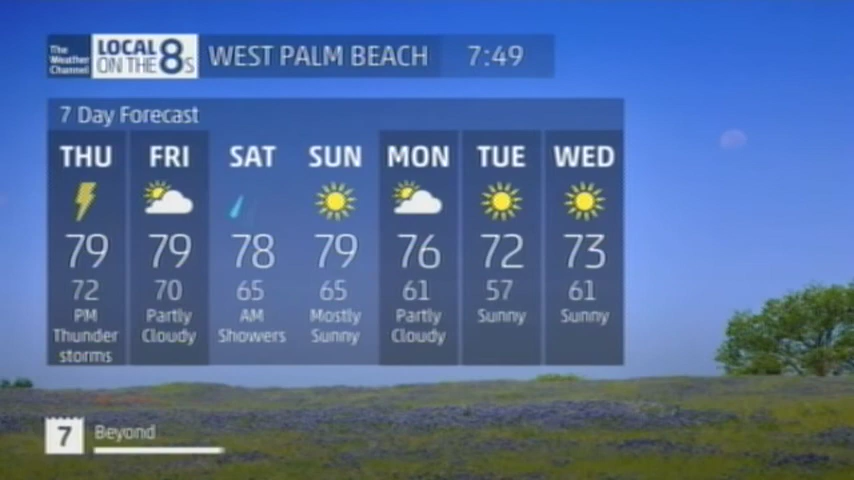 The Weather Channel
LOCAL ON THE 8s
WEST PALM BEACH 7:49
7 Day Forecast
THU FRI SAT SUN MON TUE WED
79 79 78 79 76 72 73
72 70 65 65 61 57 61
PM Thunder storms
Partly Cloudy
AM Showers
Mostly Sunny
Partly Cloudy
Sunny
Sunny
7 Beyond